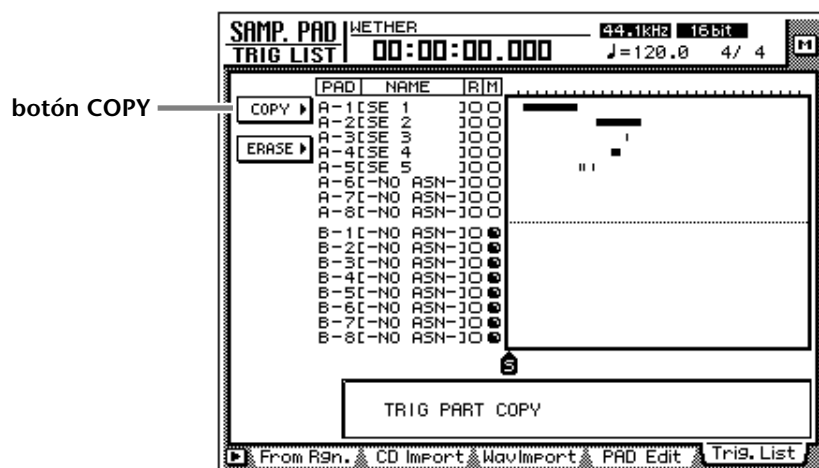 SAMP. PAD WETHER 44.1kHz 16bit
TRIG LIST 00:00:00.000 ♩=120.0 4/ 4 M
PAD NAME R M
botón COPY
COPY
ERASE
A-1[SE 1 ]
A-2[SE 2 ]
A-3[SE 3 ]
A-4[SE 4 ]
A-5[SE 5 ]
A-6[-NO ASN-]
A-7[-NO ASN-]
A-8[-NO ASN-]
B-1[-NO ASN-]
B-2[-NO ASN-]
B-3[-NO ASN-]
B-4[-NO ASN-]
B-5[-NO ASN-]
B-6[-NO ASN-]
B-7[-NO ASN-]
B-8[-NO ASN-]
S
TRIG PART COPY
From Rgn. CD Import WavImport PAD Edit Trig. List